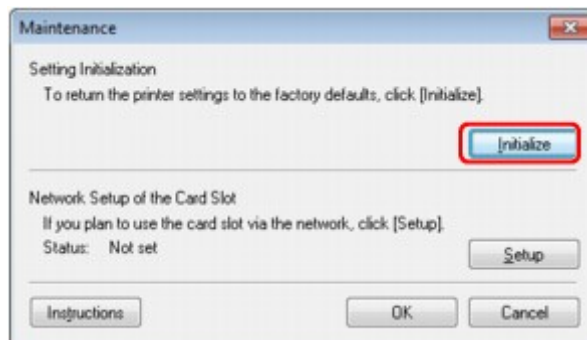 Maintenance
Setting Initialization
To return the printer settings to the factory defaults, click [Initialize].
Initialize
Network Setup of the Card Slot
If you plan to use the card slot via the network, click [Setup].
Status: Not set
Setup
Instructions OK Cancel